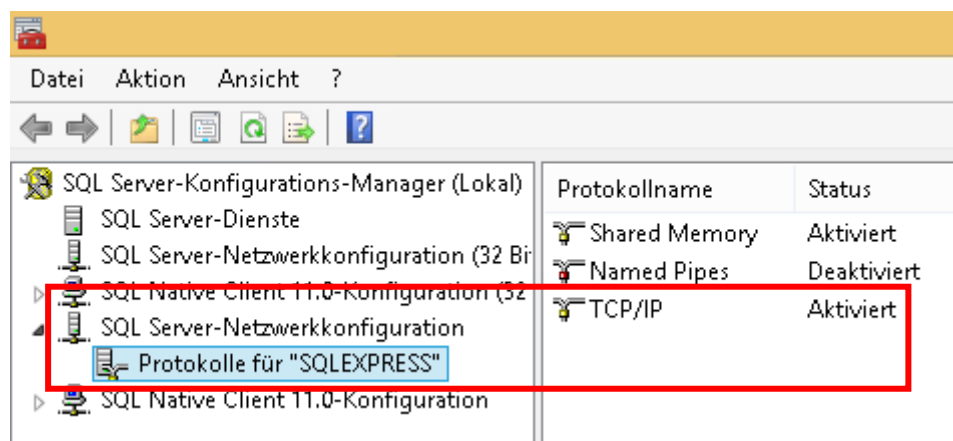 Datei Aktion Ansicht ?
SQL Server-Konfigurations-Manager (Lokal)
SQL Server-Dienste
SQL Server-Netzwerkkonfiguration (32 Bi
SQL Native Client 11.0-Konfiguration (32
SQL Server-Netzwerkkonfiguration
Protokolle für "SQLEXPRESS"
SQL Native Client 11.0-Konfiguration
Protokollname Status
Shared Memory Aktiviert
Named Pipes Deaktiviert
TCP/IP Aktiviert